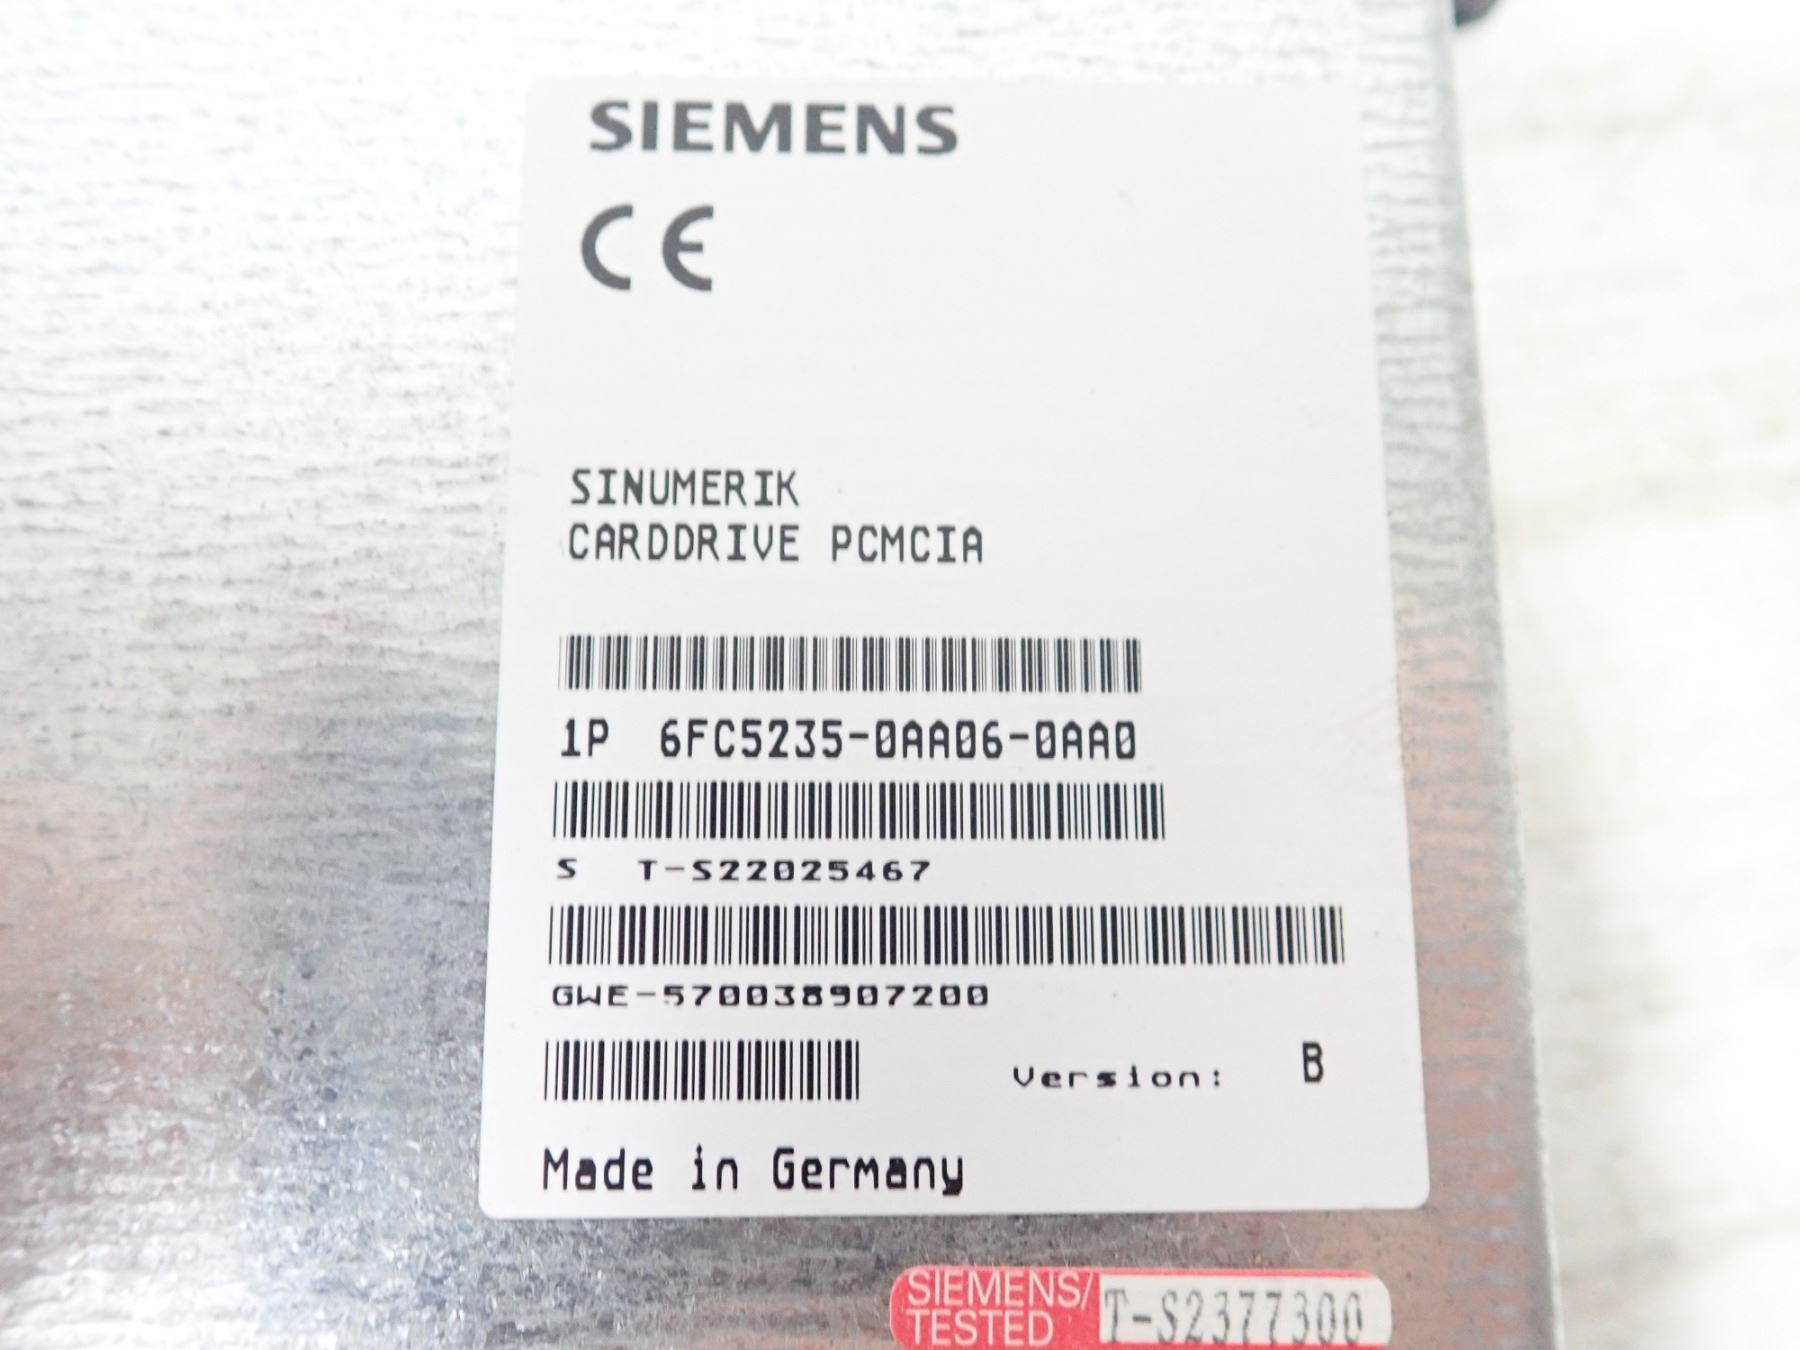 SIEMENS
CE
SINUMERIK
CARDDRIVE PCMCIA
1P 6FC5235-0AA06-0AA0
S T-S22025467
GWE-570038907200
Version: B
Made in Germany
SIEMENS/
TESTED
T-S2377300